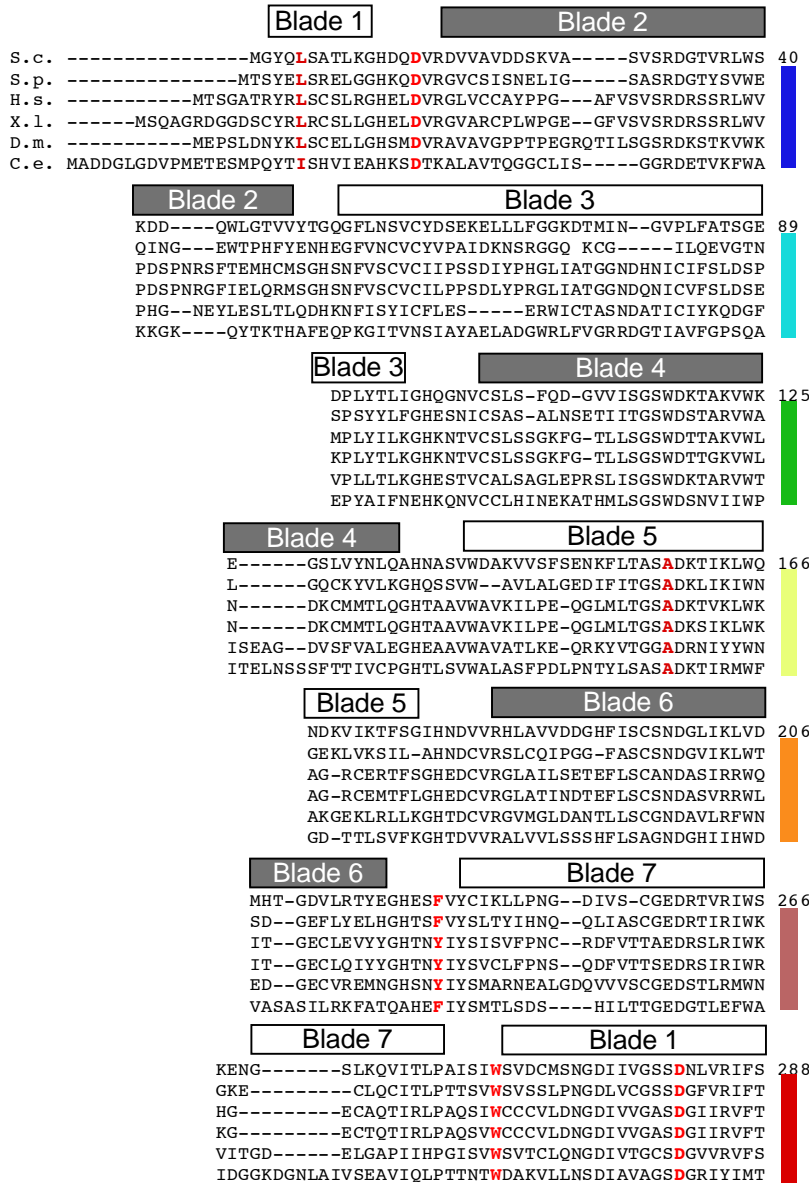 Blade 1 Blade 2
S.c. ----------------MGYQLSATLKGHDQDVRDVVAVDDSKVA-----SVSRDGTVRLWS 40
S.p. ----------------MTSYELSRELGGHKQDVRGVCSISNELIG-----SASRDGTYSVWE
H.s. ------------MTSGATRYRLSCSLRGHELDVRGLVCCAYPPG---AFVSVSRDRSSRLWV
X.l. ------MSQAGRDGGDSCYRLRCSLLGHELDVRGVARCPLWPGE---GFVSVSRDRSSRLWV
D.m. -----------MEPSLDNYKLSCELLGHSMDVRAVAVGPPTPEGRQTILSGSRDKSTKVWK
C.e. MADDGLGDVPMETESMPQYTISHVIEAHKSDTKALAVTQGGCLIS-----GGRDETVKFWA
Blade 2 Blade 3
KDD----QWLGTVVYTGQGFLNSVCYDSEKELLLFGGKDTMIN--GVPLFATSGE 89
QING---EWTPHFYENHEGFVNCVCYVPAIDKNSRGGQ KCG-----ILQEVGTN
PDSPNRSFTEMHCMSGHSNFVSCVCIIPSSDIYPHGLIATGGNDHNICIFSLDSP
PDSPNRGFIELQRMSGHSNFVSCVCILPPSDLYPRGLIATGGNDQNICVFSLDSE
PHG--NEYLESLTLQDHKNFISYICFLES-----ERWICTASNDATICIYKQDGF
KKGK----QYTKTHAFEQPKGITVNSIAYAELADGWRLFVGRRDGTIAVFGPSQA
Blade 3 Blade 4
DPLYTLIGHQGNVCSLS-FQD-GVVISGSWDKTAKVWK 125
SPSYYLFGHESNICSAS-ALNSETIITGSWDSTARVWA
MPLYILKGHKNTVCSLSSGKFG-TLLSGSWDTTAKVWL
KPLYTLKGHKNTVCSLSSGKFG-TLLSGSWDTTGKVWL
VPLLTLKGHESTVCALSAGLEPRSLISGSWDKTARVWT
EPYAIFNEHKQNVCCLHINEKATHMLSGSWDSNVIIWP
Blade 4 Blade 5
E------GSLVYNLQAHNASVWDAKVVSFSENKFLTASADKTIKLWQ 166
L------GQCKYVLKGHQSSVW--AVLALGEDIFITGSADKLIKIWN
N------DKCMMTLQGHTAAVWAVKILPE-QGLMLTGSADKTVKLWK
N------DKCMMTLQGHTAAVWAVKILPE-QGLMLTGSADKSIKLWK
ISEAG--DVSFVALEGHEAAVWAVATLKE-QRKYVTGGADRNIYYWN
ITELNSSSFTTIVCPGHTLSVWALASFPDLPNTYLSASADKTIRMWF
Blade 5 Blade 6
NDKVIKTFSGIHNDVVRHLAVVDDGHFISCSNDGLIKLVD 206
GEKLVKSIL-AHNDCVRSLCQIPGG-FASCSNDGVIKLWT
AG-RCERTFSGHEDCVRGLAILSETEFLSCANDASIRRWQ
AG-RCEMTFLGHEDCVRGLATINDTEFLSCSNDASVRRWL
AKGEKLRLLKGHTDCVRGVMGLDANTLLSCGNDAVLRFWN
GD-TTLSVFKGHTDVVRALVVLSSSHFLSAGNDGHIIHWD
Blade 6 Blade 7
MHT-GDVLRTYEGHESFVYCIKLLPNG--DIVS-CGEDRTVRIWS 266
SD--GEFLYELHGHTSFVYSLTYIHNQ--QLIASCGEDRTIRIWK
IT--GECLEVYYGHTNYIYSISVFPNC--RDFVTTAEDRSLRIWK
IT--GECLQIYYGHTNYIYSVCLFPNS--QDFVTTSEDRSIRIWR
ED--GECVREMNGHSNYIYSMARNEALGDQVVVSCGEDSTLRMWN
VASASILRKFATQAHEFIYSMTLSDS----HILTTGEDGTLEFWA
Blade 7 Blade 1
KENG-------SLKQVITLPAISIWSVDCMSNGDIIVGSSDNLVRIFS 288
GKE--------CLQCITLPTTSVWSVSSLPNGDLVCGSSDGFVRIFT
HG--------ECAQTIRLPAQSIWCCCVLDNGDIVVGASDGIIRVFT
KG--------ECTQTIRLPAQSVWCCCVLDNGDIVVGASDGIIRVFT
VITGD----ELGAPIIHPGISVWSVTCLQNGDIVTGCSDGVVRVFS
IDGGKDGNLAIVSEAVIQLPTTNTWDAKVLLNSDIAVAGSDGRIYIMT